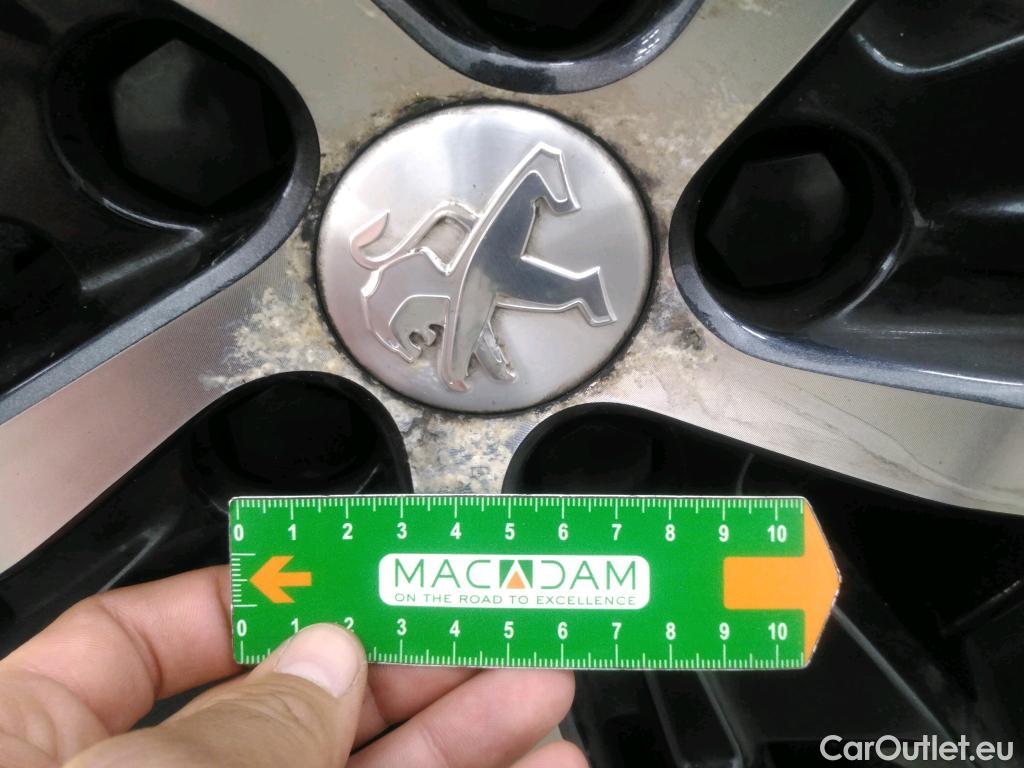 0 1 2 3 4 5 6 7 8 9 10
MACADAM
ON THE ROAD TO EXCELLENCE
0 1 2 3 4 5 6 7 8 9 10
CarOutlet.eu